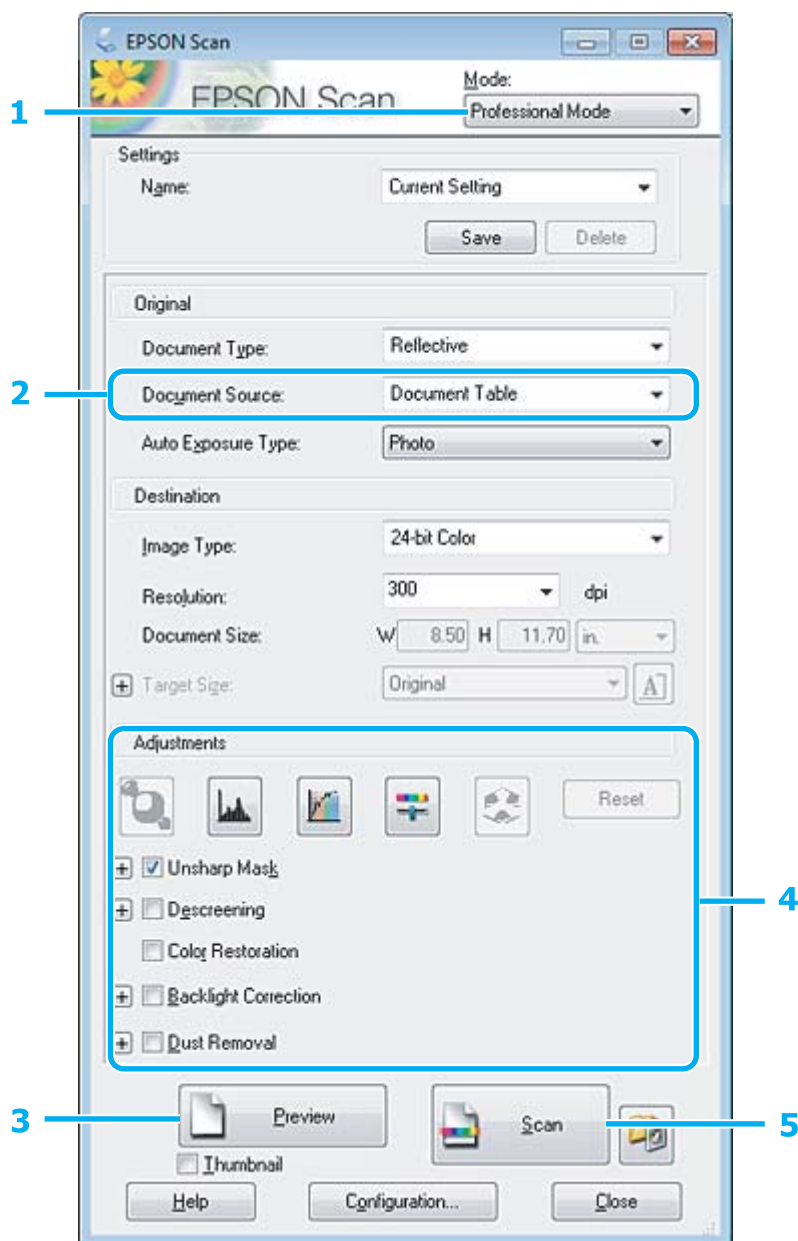 EPSON Scan
EPSON Scan
Mode:
1
Professional Mode
Settings
Name:
Current Setting
Save
Delete
Original
Document Type:
Reflective
2
Document Source:
Document Table
Auto Exposure Type:
Photo
Destination
Image Type:
24-bit Color
Resolution:
300
dpi
Document Size:
W
8.50
H
11.70
in.
Target Size:
Original
A
Adjustments
Reset
Unsharp Mask
4
Descreening
Color Restoration
Backlight Correction
Dust Removal
3
Preview
Scan
5
Thumbnail
Help
Configuration...
Close